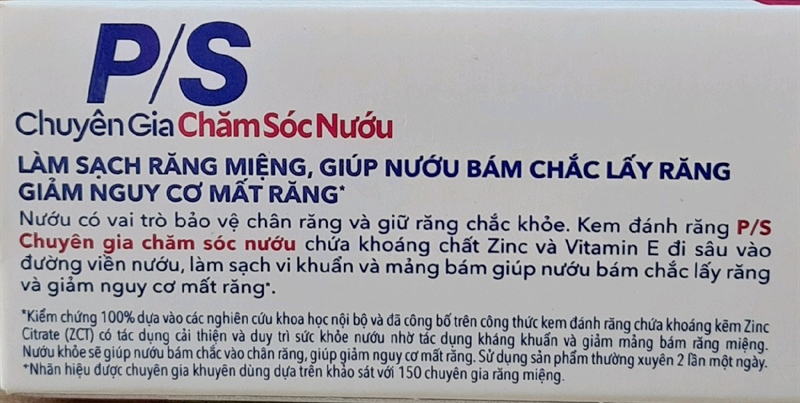 P/S
Chuyên Gia Chăm Sóc Nướu
LÀM SẠCH RĂNG MIỆNG, GIÚP NƯỚU BÁM CHẮC LẤY RĂNG
GIẢM NGUY CƠ MẤT RĂNG*
Nướu có vai trò bảo vệ chân răng và giữ răng chắc khỏe. Kem đánh răng P/S
Chuyên gia chăm sóc nướu chứa khoáng chất Zinc và Vitamin E đi sâu vào
đường viền nướu, làm sạch vi khuẩn và mảng bám giúp nướu bám chắc lấy răng
và giảm nguy cơ mất răng*.
*Kiểm chứng 100% dựa vào các nghiên cứu khoa học nội bộ và đã công bố trên công thức kem đánh răng chứa khoáng kẽm Zinc
Citrate (ZCT) có tác dụng cải thiện và duy trì sức khỏe nướu nhờ tác dụng kháng khuẩn và giảm mảng bám răng miệng.
Nướu khỏe sẽ giúp nướu bám chắc vào chân răng, giúp giảm nguy cơ mất răng. Sử dụng sản phẩm thường xuyên 2 lần một ngày.
*Nhãn hiệu được chuyên gia khuyên dùng dựa trên khảo sát với 150 chuyên gia răng miệng.